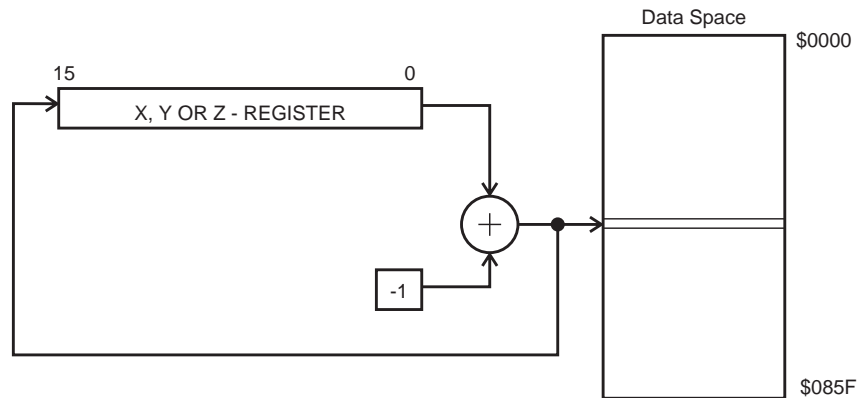 Data Space
$0000
15
0
X, Y OR Z - REGISTER
+
-1
$085F